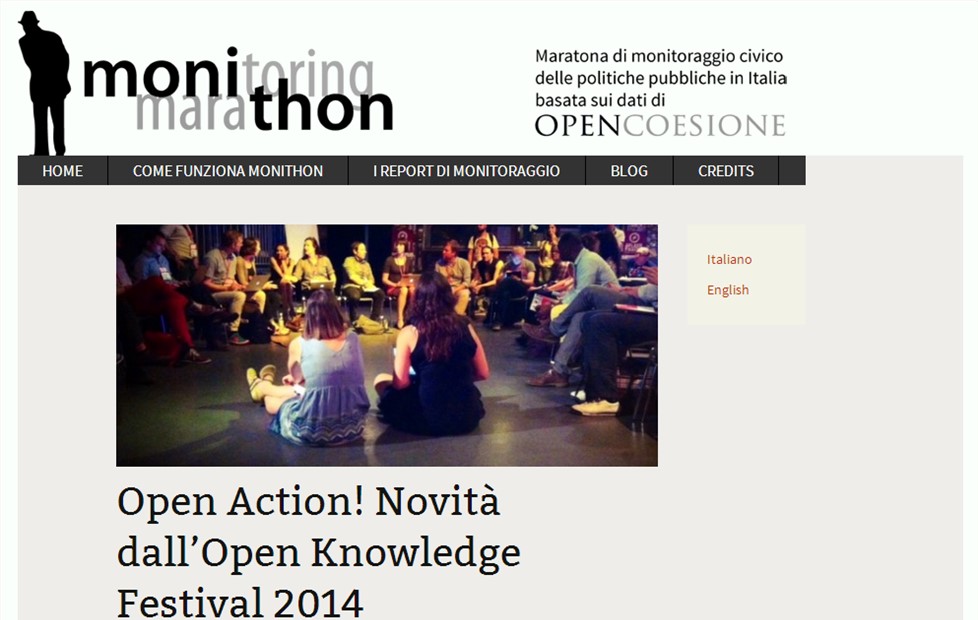 monitoring
marathon
Maratona di monitoraggio civico
delle politiche pubbliche in Italia
basata sui dati di
OPENCOESIONE
HOME
COME FUNZIONA MONITHON
I REPORT DI MONITORAGGIO
BLOG
CREDITS
Italiano
English
Open Action! Novità
dall’Open Knowledge
Festival 2014